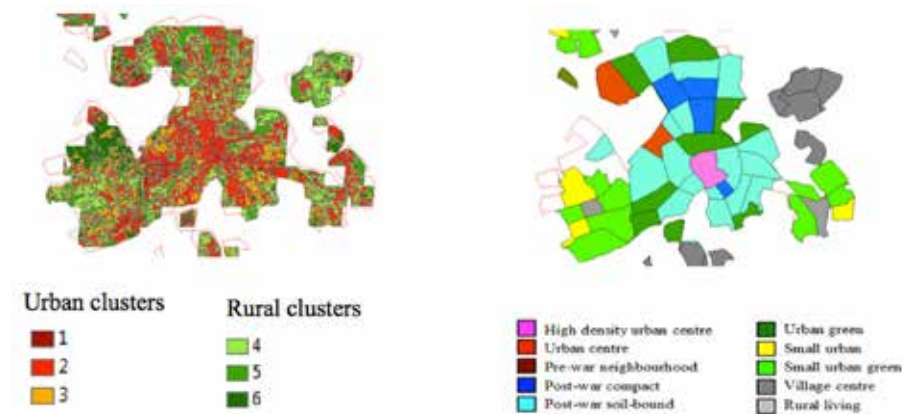 Urban clusters
1
2
3
Rural clusters
4
5
6
High density urban centre
Urban centre
Pre-war neighbourhood
Post-war compact
Post-war soil-bound
Urban green
Small urban
Small urban green
Village centre
Rural living